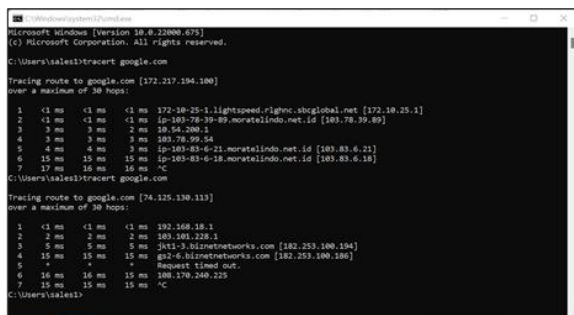 C:\Windows\system32\cmd.exe
Microsoft Windows [Version 10.0.22000.675]
(c) Microsoft Corporation. All rights reserved.
C:\Users\sales1>tracert google.com
Tracing route to google.com [172.217.194.100]
over a maximum of 30 hops:
1 <1 ms <1 ms <1 ms 172-10-25-1.lightspeed.rlghnc.sbcglobal.net [172.10.25.1]
2 <1 ms <1 ms <1 ms ip-103-78-39-89.moratelindo.net.id [103.78.39.89]
3 3 ms 3 ms 2 ms 10.54.200.1
4 3 ms 3 ms 3 ms 103.78.99.54
5 4 ms 4 ms 3 ms ip-103-83-6-21.moratelindo.net.id [103.83.6.21]
6 15 ms 15 ms 15 ms ip-103-83-6-18.moratelindo.net.id [103.83.6.18]
7 17 ms 16 ms 16 ms ^C
C:\Users\sales1>tracert google.com
Tracing route to google.com [74.125.130.113]
over a maximum of 30 hops:
1 <1 ms <1 ms <1 ms 192.168.18.1
2 2 ms 2 ms 2 ms 103.101.228.1
3 5 ms 5 ms 5 ms jkt1-3.biznetnetworks.com [182.253.100.194]
4 15 ms 15 ms 15 ms gs2-6.biznetnetworks.com [182.253.100.186]
5 * * * Request timed out.
6 16 ms 16 ms 15 ms 108.170.240.225
7 15 ms 15 ms 15 ms ^C
C:\Users\sales1>